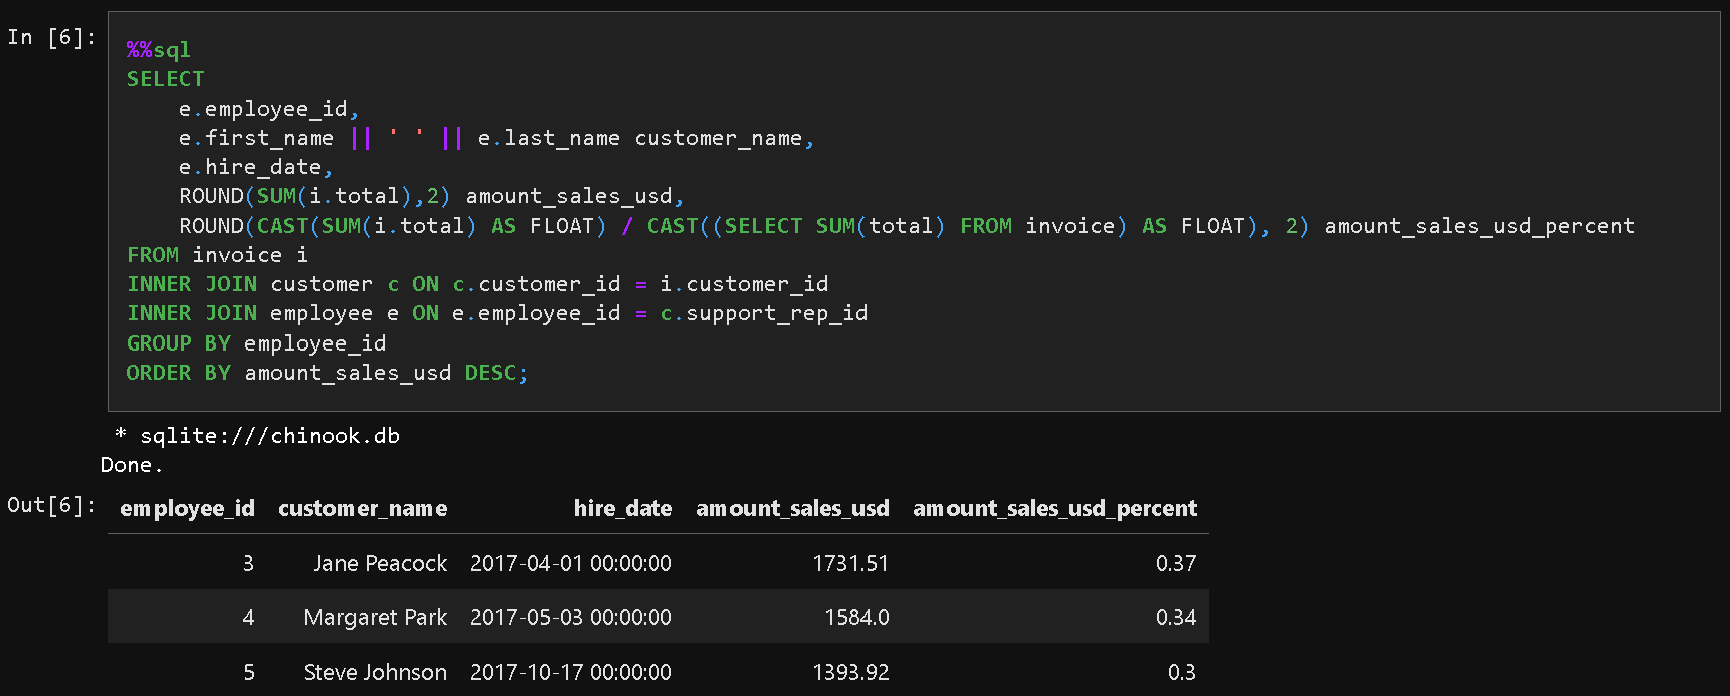 In [6]:
%%sql
SELECT
    e.employee_id,
    e.first_name || ' ' || e.last_name customer_name,
    e.hire_date,
    ROUND(SUM(i.total),2) amount_sales_usd,
    ROUND(CAST(SUM(i.total) AS FLOAT) / CAST((SELECT SUM(total) FROM invoice) AS FLOAT), 2) amount_sales_usd_percent
FROM invoice i
INNER JOIN customer c ON c.customer_id = i.customer_id
INNER JOIN employee e ON e.employee_id = c.support_rep_id
GROUP BY employee_id
ORDER BY amount_sales_usd DESC;
* sqlite:///chinook.db
Done.
Out[6]:
employee_id customer_name hire_date amount_sales_usd amount_sales_usd_percent
3 Jane Peacock 2017-04-01 00:00:00 1731.51 0.37
4 Margaret Park 2017-05-03 00:00:00 1584.0 0.34
5 Steve Johnson 2017-10-17 00:00:00 1393.92 0.3